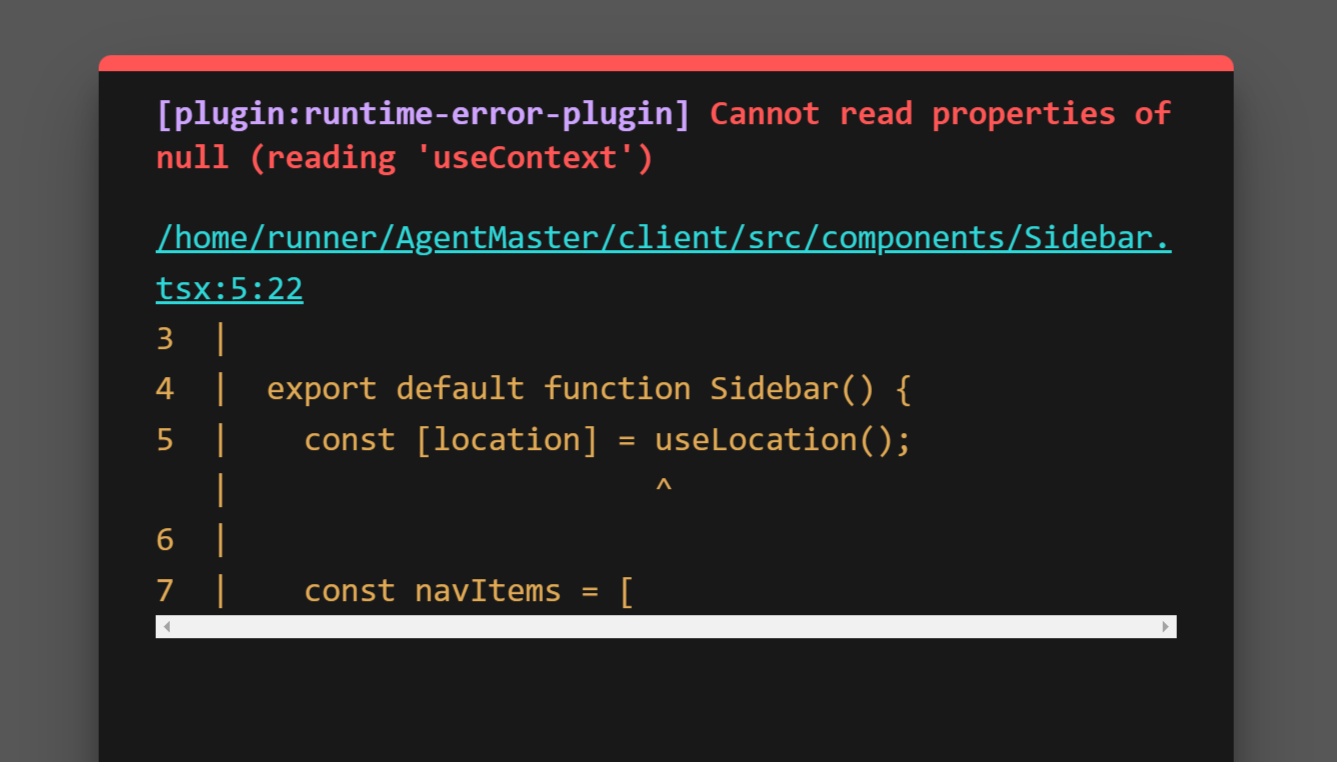 [plugin:runtime-error-plugin] Cannot read properties of
null (reading 'useContext')
/home/runner/AgentMaster/client/src/components/Sidebar.
tsx:5:22
3  |
4  |  export default function Sidebar() {
5  |    const [location] = useLocation();
   |                       ^
6  |
7  |    const navItems = [